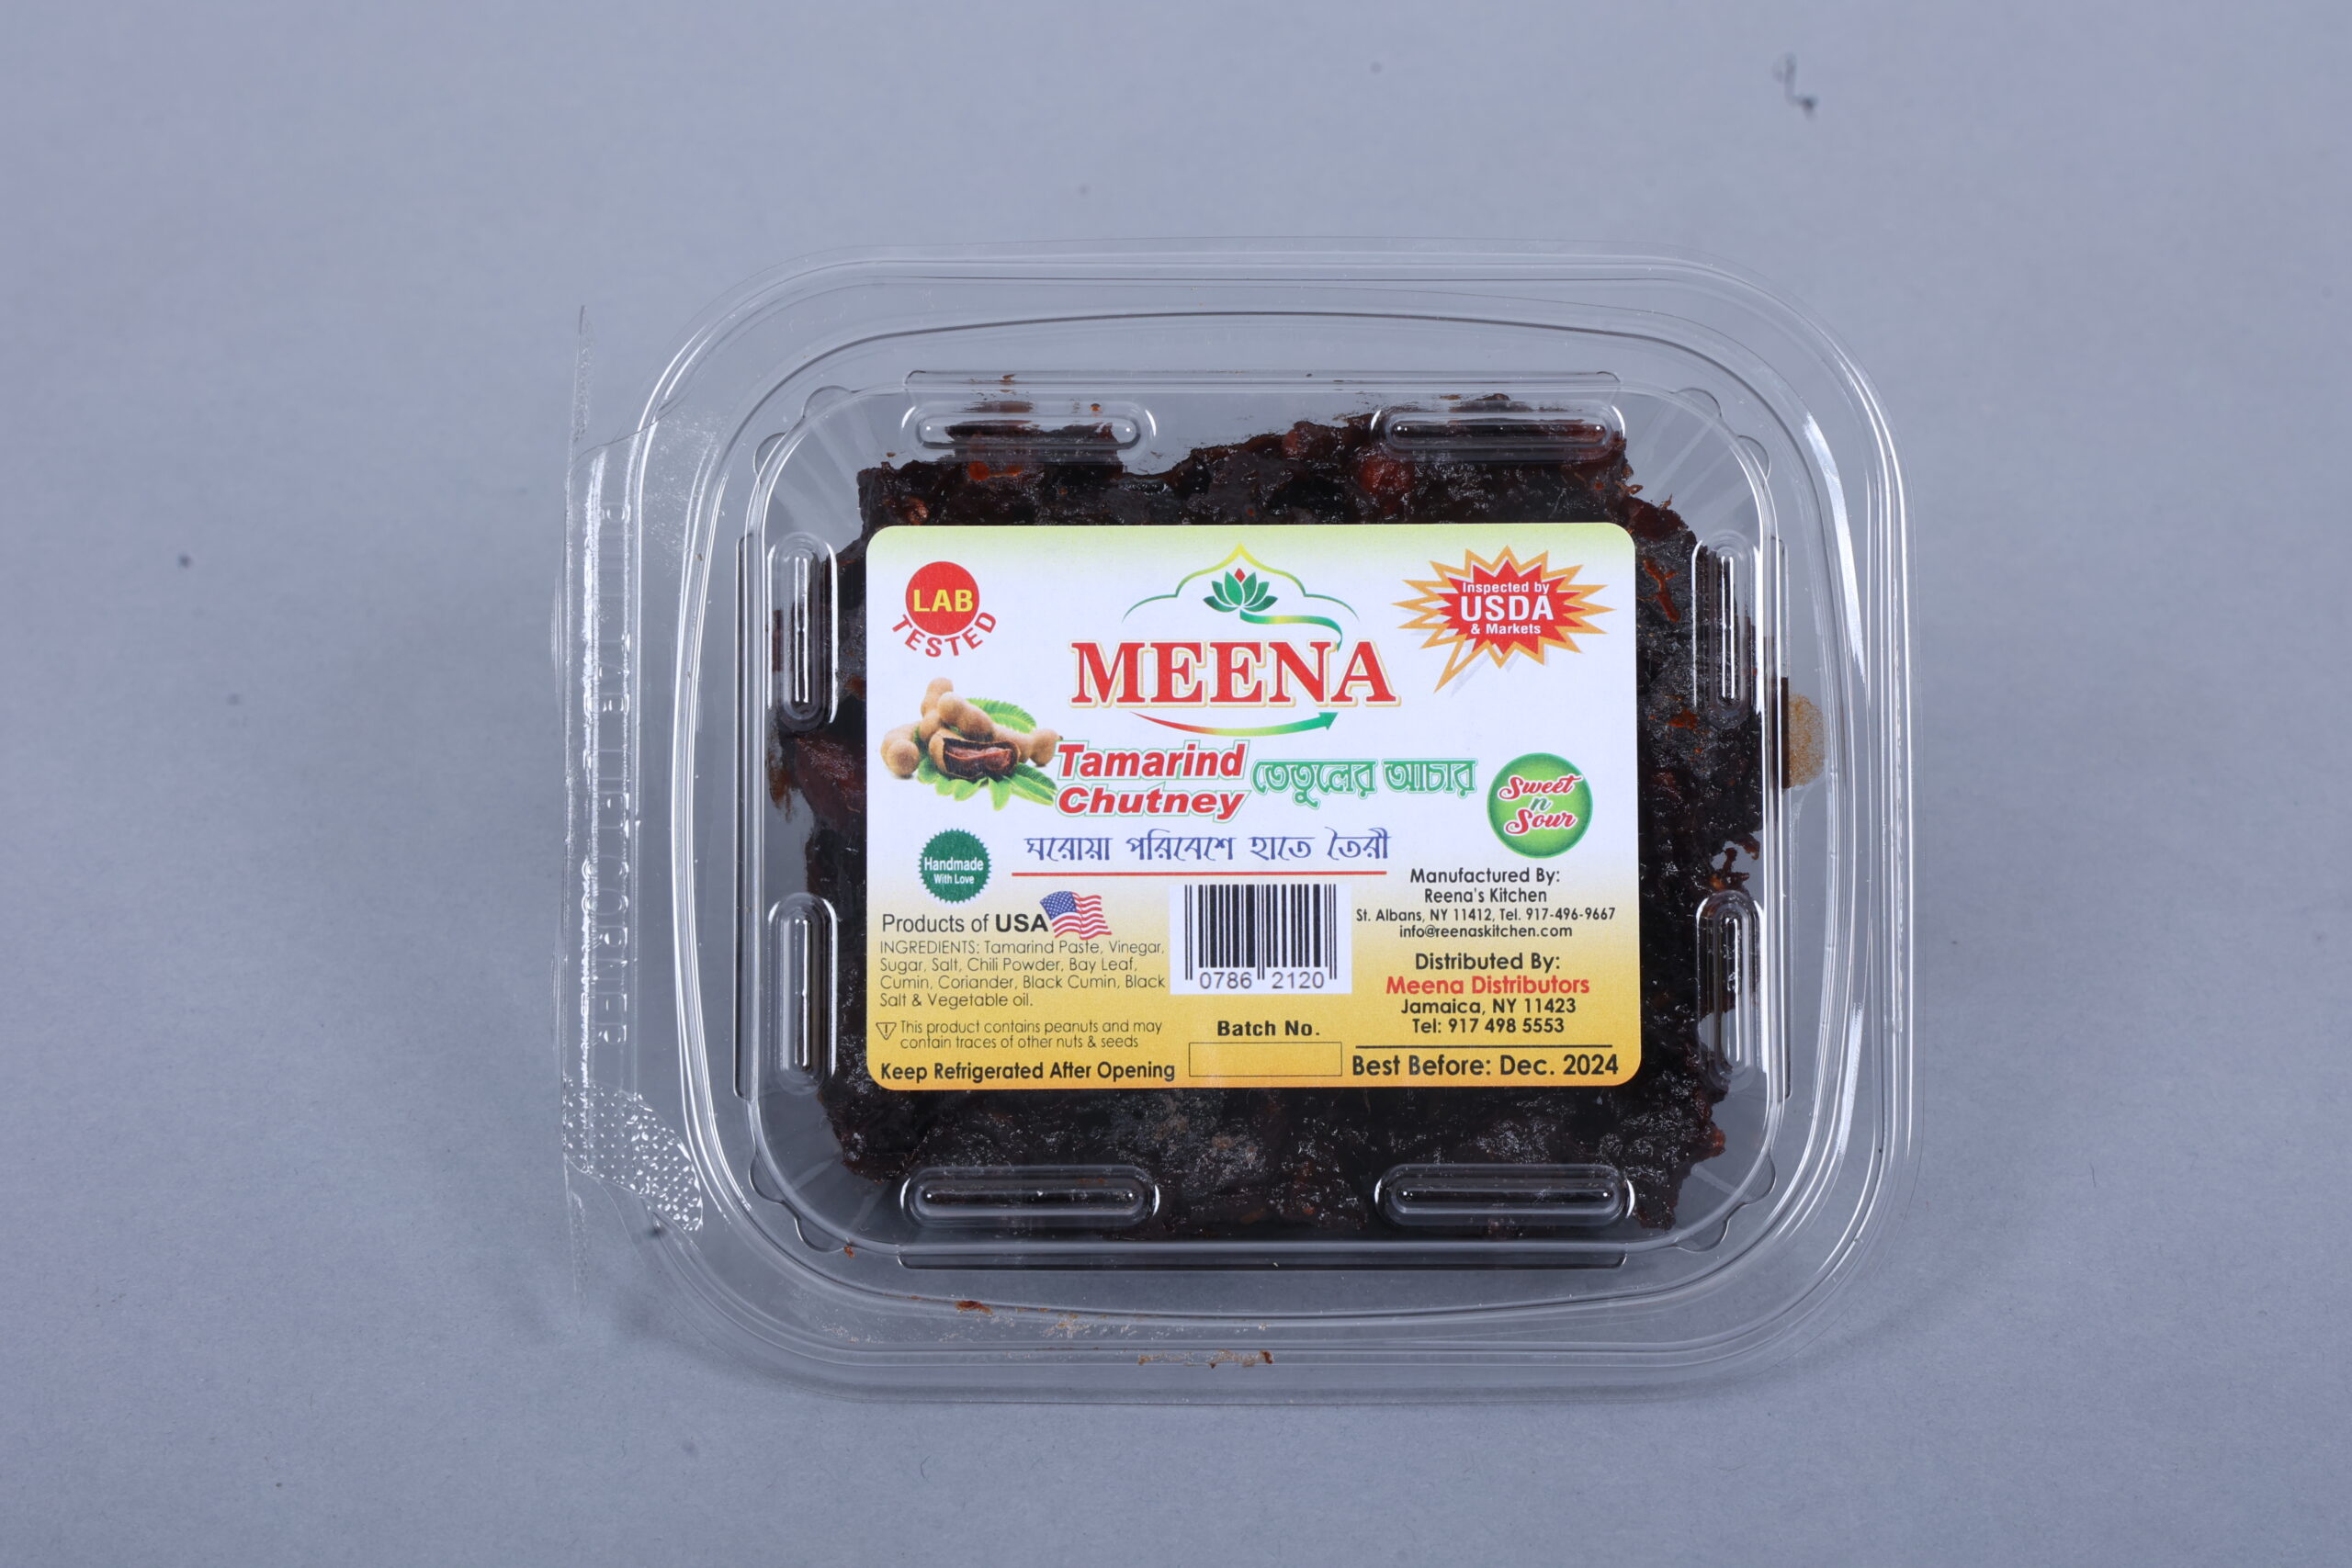 LAB
TESTED
Inspected by
USDA
& Markets
MEENA
Tamarind
Chutney
তেতুলের আচার
Sweet
n
Sour
ঘরোয়া পরিবেশে হাতে তৈরী
Handmade
With Love
Products of USA
INGREDIENTS: Tamarind Paste, Vinegar,
Sugar, Salt, Chili Powder, Bay Leaf,
Cumin, Coriander, Black Cumin, Black
Salt & Vegetable oil.
This product contains peanuts and may
contain traces of other nuts & seeds
Keep Refrigerated After Opening
0786 2120
Batch No.
Manufactured By:
Reena's Kitchen
St. Albans, NY 11412, Tel. 917-496-9667
info@reenaskitchen.com
Distributed By:
Meena Distributors
Jamaica, NY 11423
Tel: 917 498 5553
Best Before: Dec. 2024